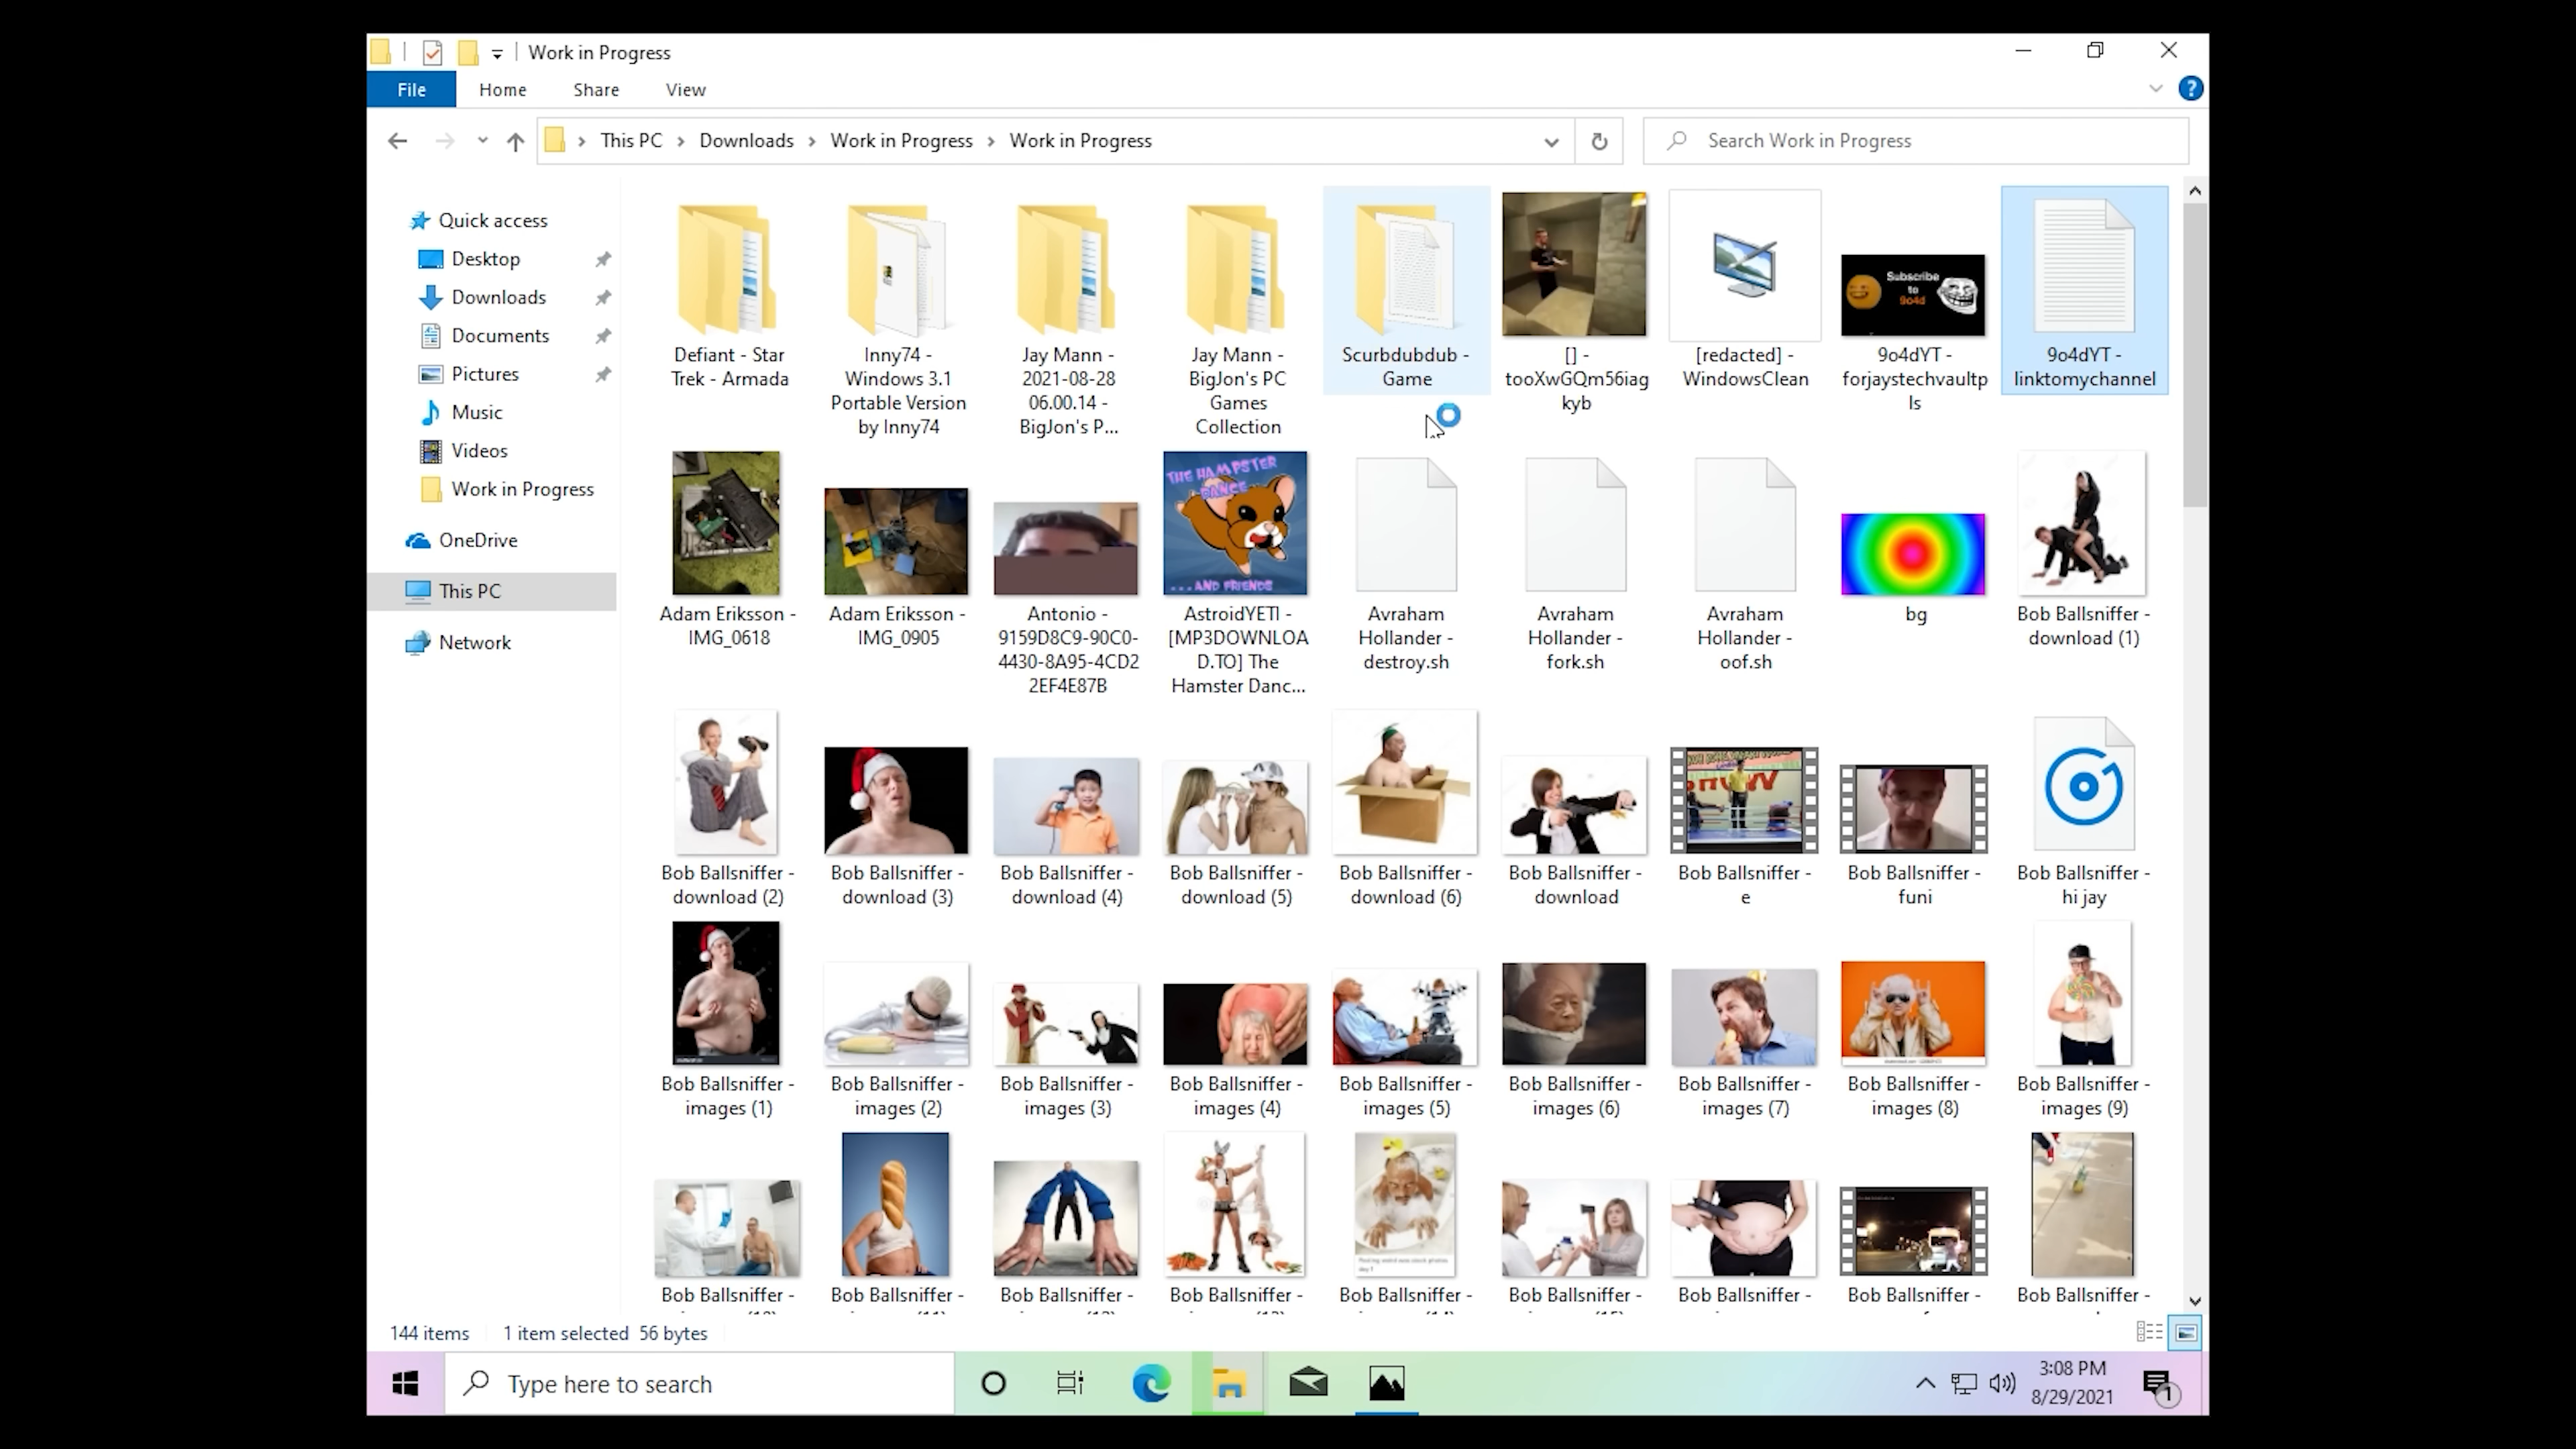 Work in Progress
File Home Share View
This PC Downloads Work in Progress Work in Progress
Search Work in Progress
Quick access
Desktop
Downloads
Documents
Pictures
Music
Videos
Work in Progress
OneDrive
This PC
Network
Defiant - Star
Trek - Armada
Inny74 -
Windows 3.1
Portable Version
by Inny74
Jay Mann -
2021-08-28
06.00.14 -
BigJon's P...
Jay Mann -
BigJon's PC
Games
Collection
Scurbdubdub -
Game
[] -
tooXwGQm56iag
kyb
[redacted] -
WindowsClean
Subscribe
to
9o4d
9o4dYT -
forjaystechvaultp
ls
9o4dYT -
linktomychannel
Adam Eriksson -
IMG_0618
Adam Eriksson -
IMG_0905
Antonio -
9159D8C9-90C0-
4430-8A95-4CD2
2EF4E87B
THE HAMPSTER
DANCE
...AND FRIENDS
AstroidYETI -
[MP3DOWNLOA
D.TO] The
Hamster Danc...
Avraham
Hollander -
destroy.sh
Avraham
Hollander -
fork.sh
Avraham
Hollander -
oof.sh
bg
Bob Ballsniffer -
download (1)
Bob Ballsniffer -
download (2)
Bob Ballsniffer -
download (3)
Bob Ballsniffer -
download (4)
Bob Ballsniffer -
download (5)
Bob Ballsniffer -
download (6)
Bob Ballsniffer -
download
Bob Ballsniffer -
e
Bob Ballsniffer -
funi
Bob Ballsniffer -
hi jay
Bob Ballsniffer -
images (1)
Bob Ballsniffer -
images (2)
Bob Ballsniffer -
images (3)
Bob Ballsniffer -
images (4)
Bob Ballsniffer -
images (5)
Bob Ballsniffer -
images (6)
Bob Ballsniffer -
images (7)
Bob Ballsniffer -
images (8)
Bob Ballsniffer -
images (9)
Bob Ballsniffer -
Bob Ballsniffer -
Bob Ballsniffer -
Bob Ballsniffer -
Bob Ballsniffer -
Bob Ballsniffer -
Bob Ballsniffer -
Bob Ballsniffer -
Bob Ballsniffer -
144 items 1 item selected 56 bytes
Type here to search
3:08 PM
8/29/2021
1